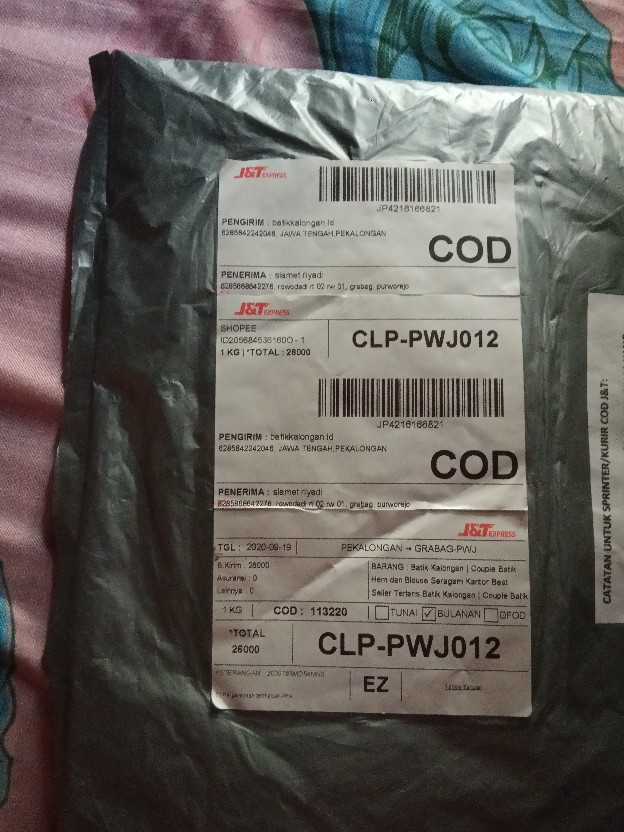 J&T EXPRESS
JP4216166821
PENGIRIM : batikkalongan id
6285842242046, JAWA TENGAH,PEKALONGAN
COD
PENERIMA : slamet riyadi
6285868642276, rowodadi rt 02 rw 01, grabag, purworejo
J&T EXPRESS
SHOPEE
1 KG | *TOTAL : 26000
CLP-PWJ012
JP4216166821
PENGIRIM : batikkalongan id
6285842242046, JAWA TENGAH,PEKALONGAN
COD
PENERIMA : slamet riyadi
6285868642276, rowodadi rt 02 rw 01, grabag, purworejo
J&T EXPRESS
TGL : 2020-09-19 PEKALONGAN → GRABAG-PWJ
B.Kirim : 26000
Asuransi : 0
Lainnya : 0
BARANG : Batik Kalongan | Couple Batik
Hem dan Blouse Seragam Kantor Best
Seller Terlaris Batik Kalongan | Couple Batik
1 KG COD : 113220 TUNAI BULANAN DFOD
*TOTAL
26000
CLP-PWJ012
KETERANGAN :
EZ
CATATAN UNTUK SPRINTER/KURIR COD J&T: